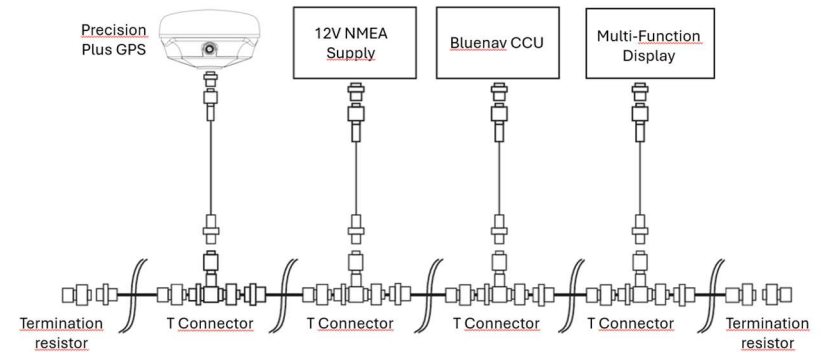 Precision
Plus GPS
12V NMEA
Supply
Bluenav CCU
Multi-Function
Display
Termination
resistor
T Connector
T Connector
T Connector
T Connector
Termination
resistor